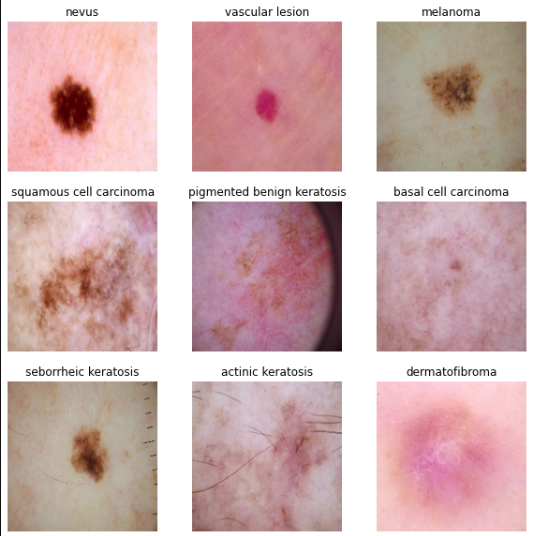 nevus
vascular lesion
melanoma
squamous cell carcinoma
pigmented benign keratosis
basal cell carcinoma
seborrheic keratosis
actinic keratosis
dermatofibroma